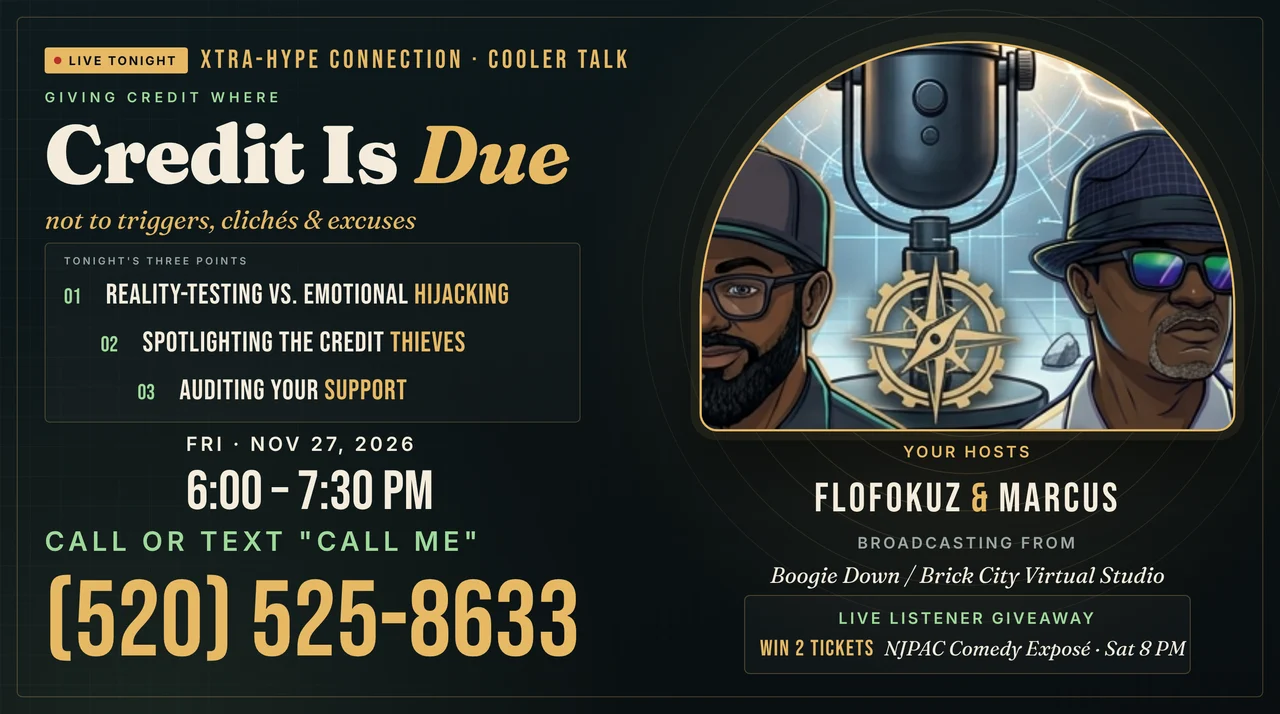 LIVE TONIGHT XTRA-HYPE CONNECTION · COOLER TALK
GIVING CREDIT WHERE
Credit Is Due
not to triggers, clichés & excuses
TONIGHT'S THREE POINTS
01 REALITY-TESTING VS. EMOTIONAL HIJACKING
02 SPOTLIGHTING THE CREDIT THIEVES
03 AUDITING YOUR SUPPORT
FRI · NOV 27, 2026
6:00 – 7:30 PM
CALL OR TEXT "CALL ME"
(520) 525-8633
YOUR HOSTS
FLOFOKUZ & MARCUS
BROADCASTING FROM
Boogie Down / Brick City Virtual Studio
LIVE LISTENER GIVEAWAY
WIN 2 TICKETS NJPAC Comedy Exposé · Sat 8 PM